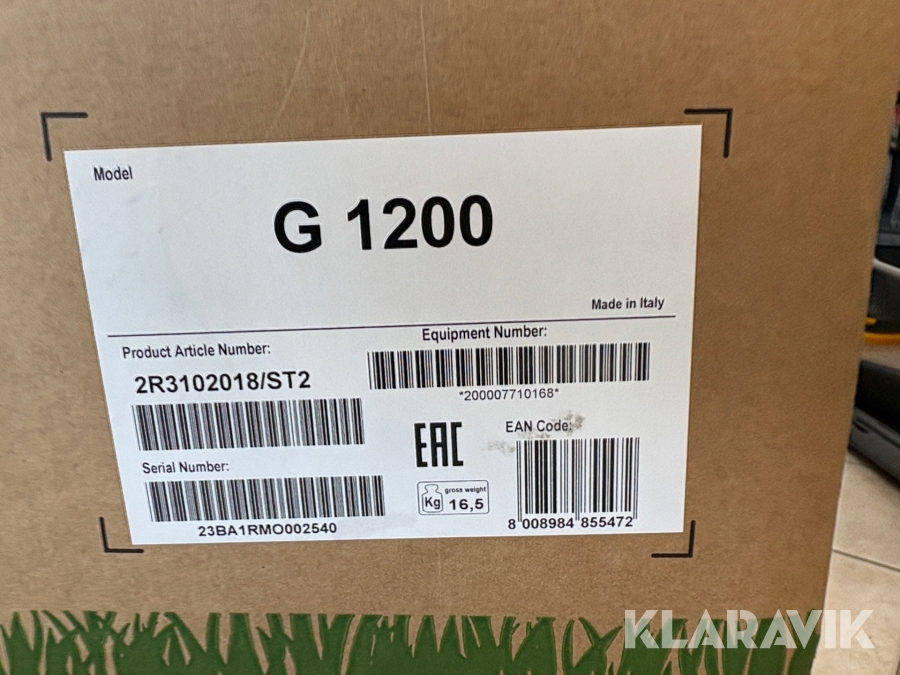 Model
G 1200
Made in Italy
Product Article Number:
2R3102018/ST2
Equipment Number:
*200007710168*
EAC
EAN Code:
Serial Number:
23BA1RMO002540
Kg
gross weight
16,5
8 008984 855472
KLARAVIK